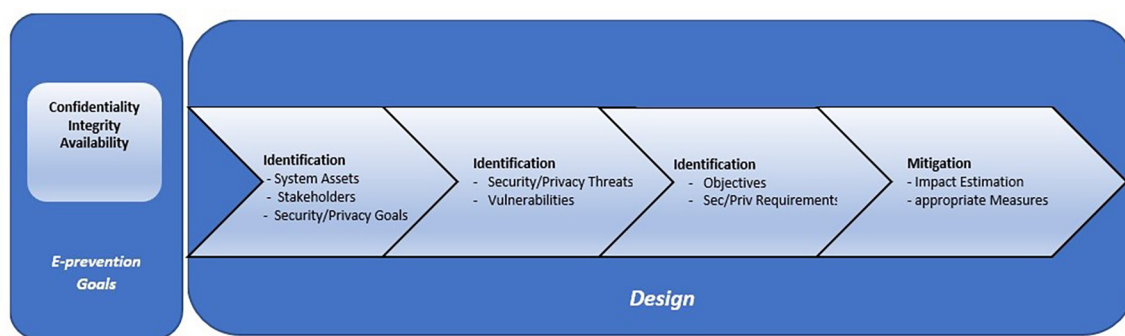 Confidentiality
Integrity
Availability
E-prevention
Goals
Identification
- System Assets
- Stakeholders
- Security/Privacy Goals
Identification
- Security/Privacy Threats
- Vulnerabilities
Identification
- Objectives
- Sec/Priv Requirements
Mitigation
- Impact Estimation
- appropriate Measures
Design